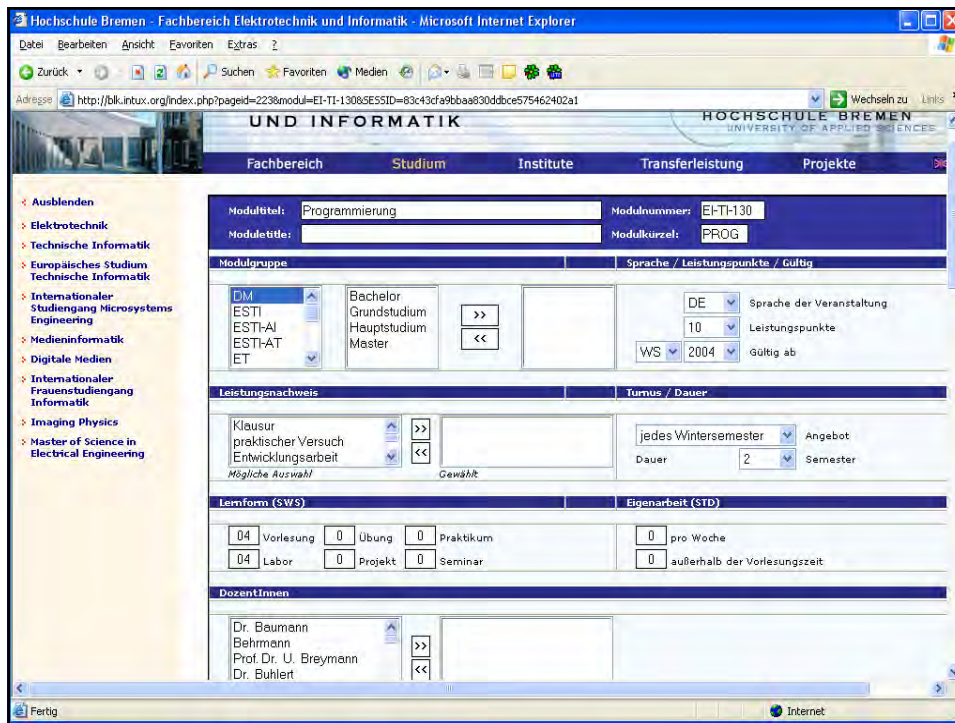 Hochschule Bremen - Fachbereich Elektrotechnik und Informatik - Microsoft Internet Explorer
Datei Bearbeiten Ansicht Favoriten Extras ?
Zurück Suchen Favoriten Medien
Adresse http://blk.intux.org/index.php?pageid=223&modul=EI-TI-130&SESSID=83c43cfa9bbaa830ddbce575462402a1 Wechseln zu Links
UND INFORMATIK
HOCHSCHULE BREMEN
UNIVERSITY OF APPLIED SCIENCES
Fachbereich Studium Institute Transferleistung Projekte
Ausblenden
Elektrotechnik
Technische Informatik
Europäisches Studium
Technische Informatik
Internationaler
Studiengang Microsystems
Engineering
Medieninformatik
Digitale Medien
Internationaler
Frauenstudiengang
Informatik
Imaging Physics
Master of Science in
Electrical Engineering
Modultitel: Programmierung Modulnummer: EI-TI-130
Moduletitle: Modulkürzel: PROG
Modulgruppe Sprache / Leistungspunkte / Gültig
DM
ESTI
ESTI-AI
ESTI-AT
ET
Bachelor
Grundstudium
Hauptstudium
Master
>>
<<
DE Sprache der Veranstaltung
10 Leistungspunkte
WS 2004 Gültig ab
Leistungsnachweis Turnus / Dauer
Klausur
praktischer Versuch
Entwicklungsarbeit
>>
<<
Mögliche Auswahl Gewählt
jedes Wintersemester Angebot
Dauer 2 Semester
Lernform (SWS) Eigenarbeit (STD)
04 Vorlesung 0 Übung 0 Praktikum 0 pro Woche
04 Labor 0 Projekt 0 Seminar 0 außerhalb der Vorlesungszeit
DozentInnen
Dr. Baumann
Behrmann
Prof. Dr. U. Breymann
Dr. Buhlert
>>
<<
Fertig Internet